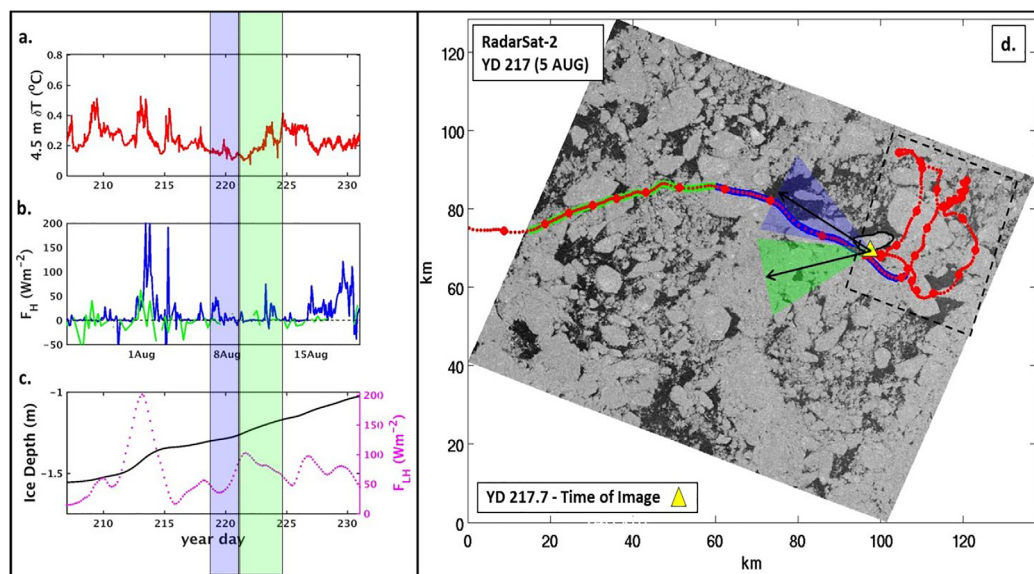 a.
0.8
0.6
0.4
0.2
0
4.5 m δT (°C)
210
215
220
225
230
b.
200
150
100
50
0
-50
F_H (Wm⁻²)
1Aug
8Aug
15Aug
c.
-1
-1.5
Ice Depth (m)
200
150
100
50
0
F_LH (Wm⁻²)
210
215
220
225
230
year day
RadarSat-2
YD 217 (5 AUG)
d.
120
100
80
60
40
20
0
km
YD 217.7 - Time of Image
0
20
40
60
80
100
120
km